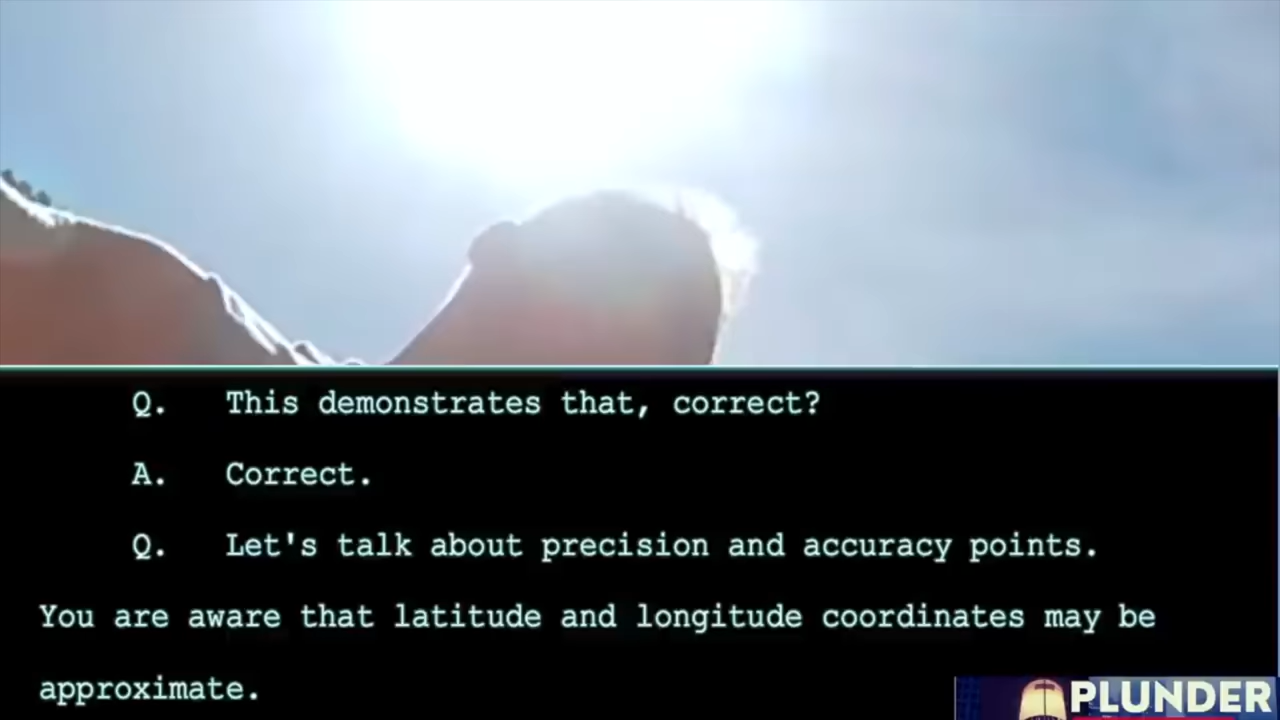 Q. This demonstrates that, correct?
A. Correct.
Q. Let's talk about precision and accuracy points.
You are aware that latitude and longitude coordinates may be
approximate.
PLUNDER